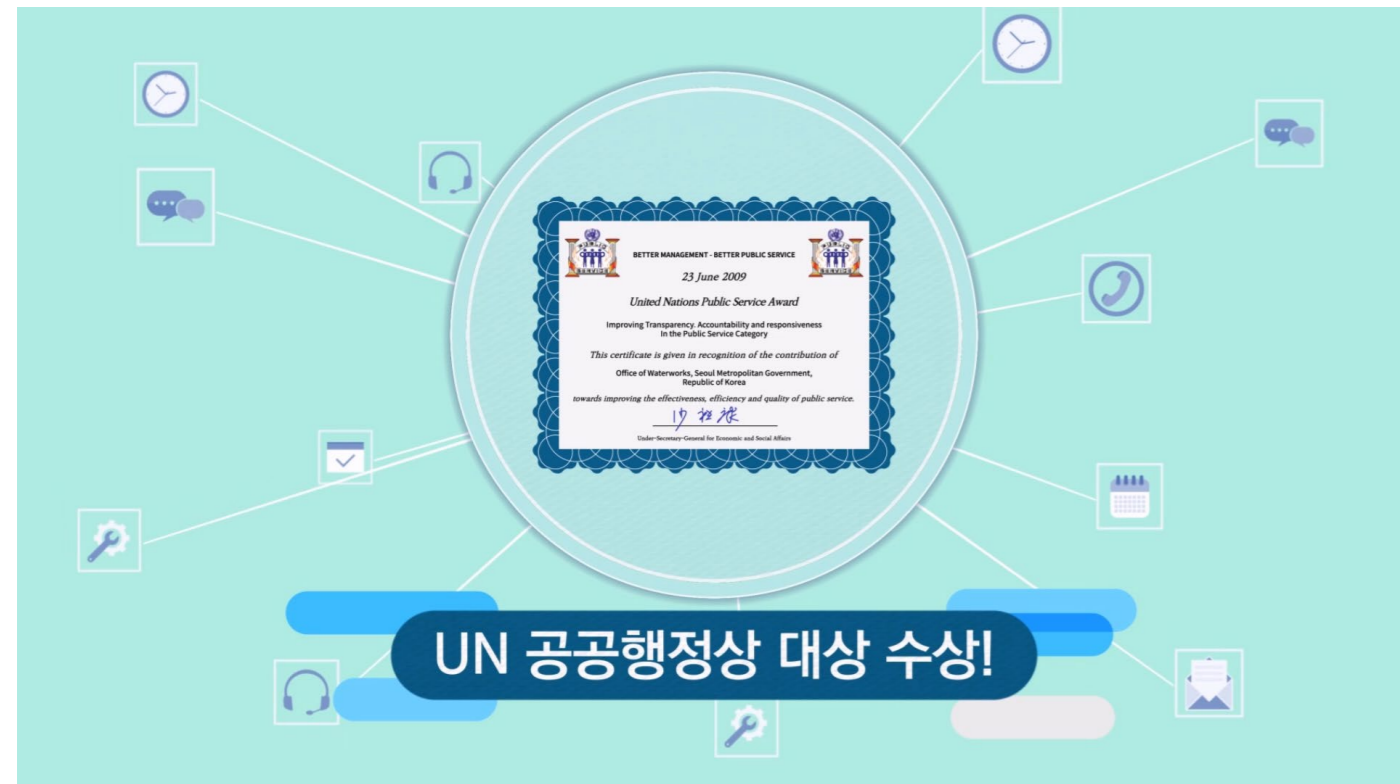 BETTER MANAGEMENT - BETTER PUBLIC SERVICE
23 June 2009
United Nations Public Service Award
Improving Transparency. Accountability and responsiveness
In the Public Service Category
This certificate is given in recognition of the contribution of
Office of Waterworks, Seoul Metropolitan Government,
Republic of Korea
towards improving the effectiveness, efficiency and quality of public service.
Under-Secretary-General for Economic and Social Affairs
UN 공공행정상 대상 수상!